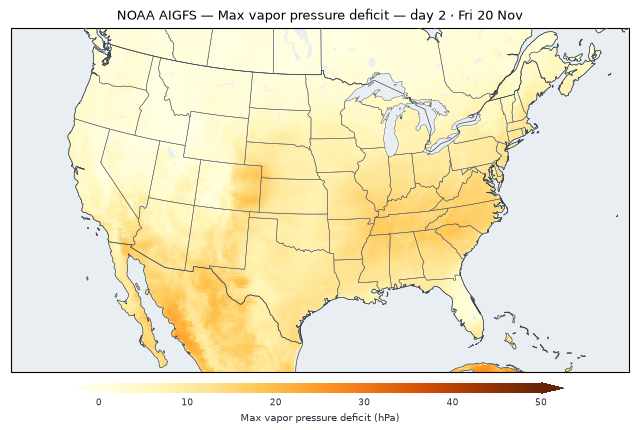 NOAA AIGFS — Max vapor pressure deficit — day 2 · Fri 20 Nov
0 10 20 30 40 50
Max vapor pressure deficit (hPa)